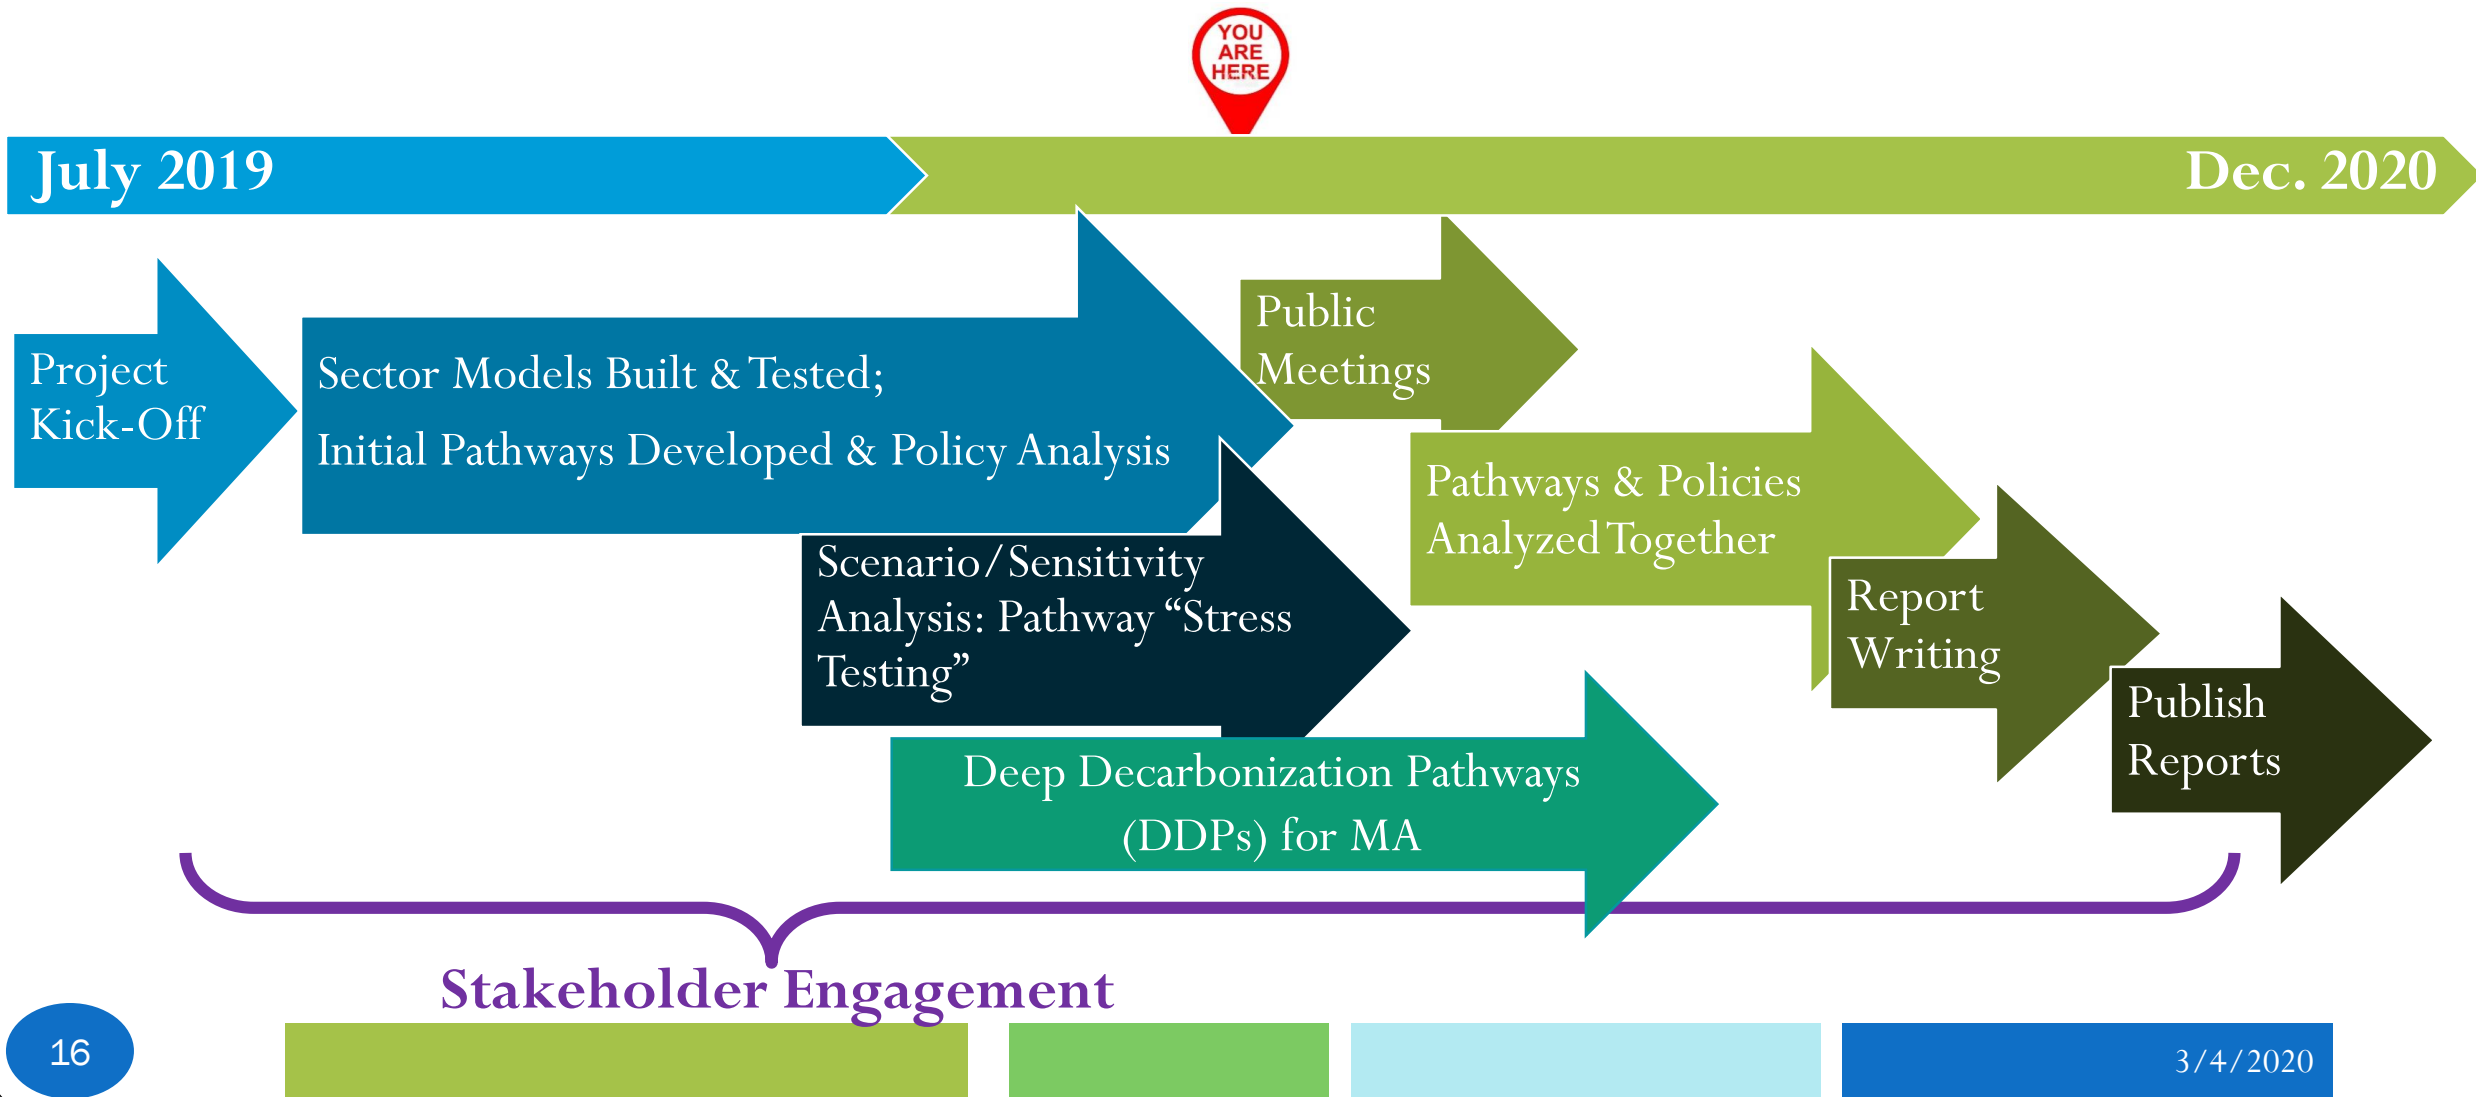 YOU
ARE
HERE
July 2019
Dec. 2020
Project
Kick-Off
Sector Models Built & Tested;
Initial Pathways Developed & Policy Analysis
Public
Meetings
Scenario/Sensitivity
Analysis: Pathway “Stress
Testing”
Pathways & Policies
Analyzed Together
Report
Writing
Publish
Reports
Deep Decarbonization Pathways
(DDPs) for MA
Stakeholder Engagement
16
3/4/2020